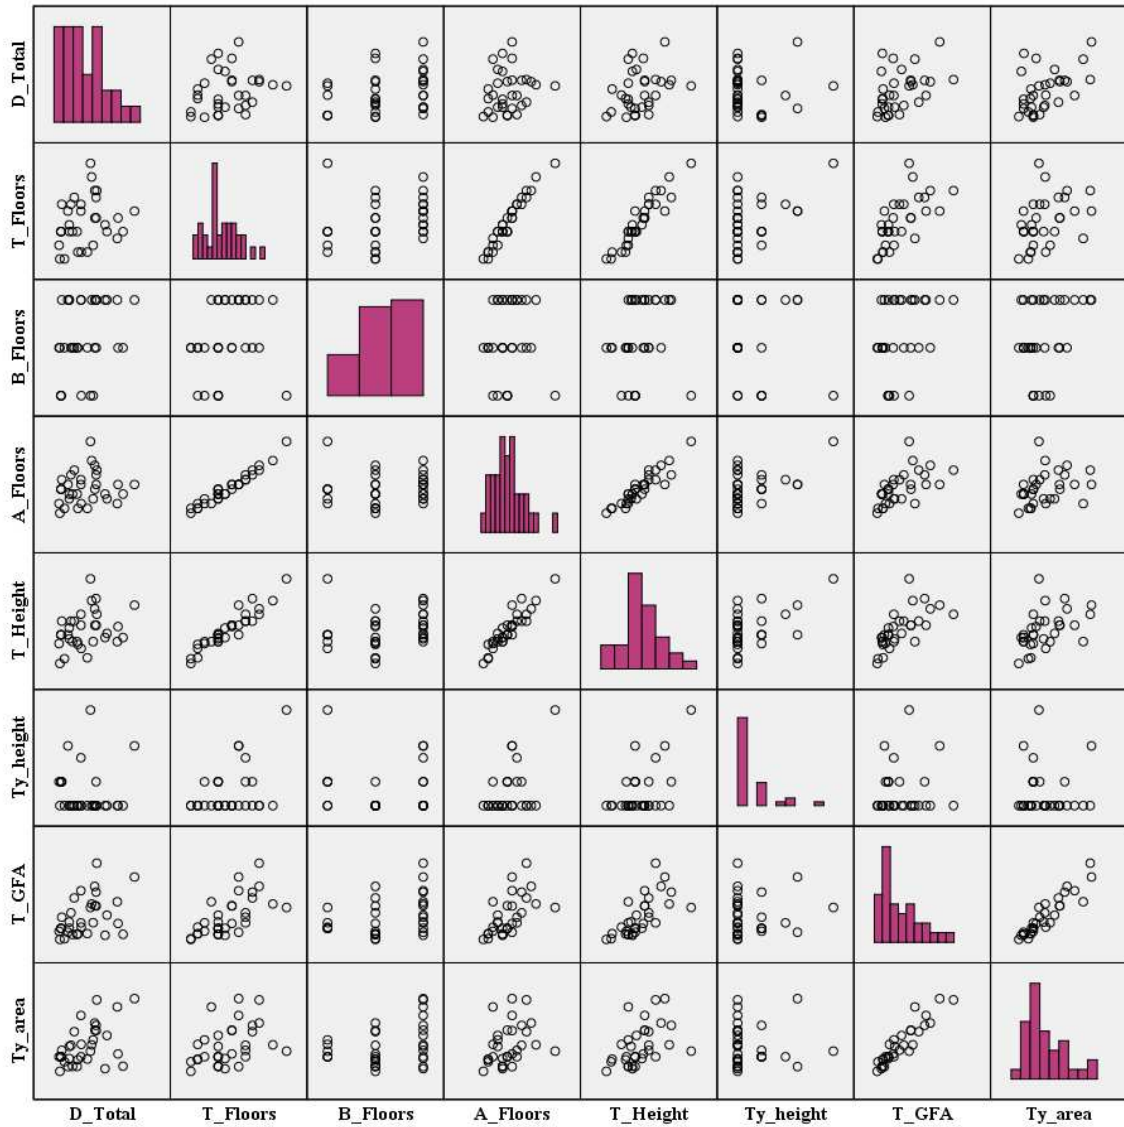 D_Total
T_Floors
B_Floors
A_Floors
T_Height
Ty_height
T_GFA
Ty_area
D_Total T_Floors B_Floors A_Floors T_Height Ty_height T_GFA Ty_area